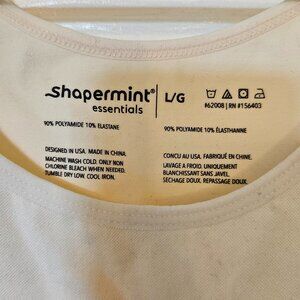 Shapermint®
essentials
L/G
#62008 | RN #156403
90% POLYAMIDE 10% ELASTANE
90% POLYAMIDE 10% ÉLASTHANNE
DESIGNED IN USA. MADE IN CHINA.
MACHINE WASH COLD. ONLY NON
CHLORINE BLEACH WHEN NEEDED.
TUMBLE DRY LOW. COOL IRON.
CONCU AU USA. FABRIQUÉ EN CHINE.
LAVAGE A FROID. UNIQUEMENT
BLANCHISSANT SANS JAVEL.
SÉCHAGE DOUX. REPASSAGE DOUX.